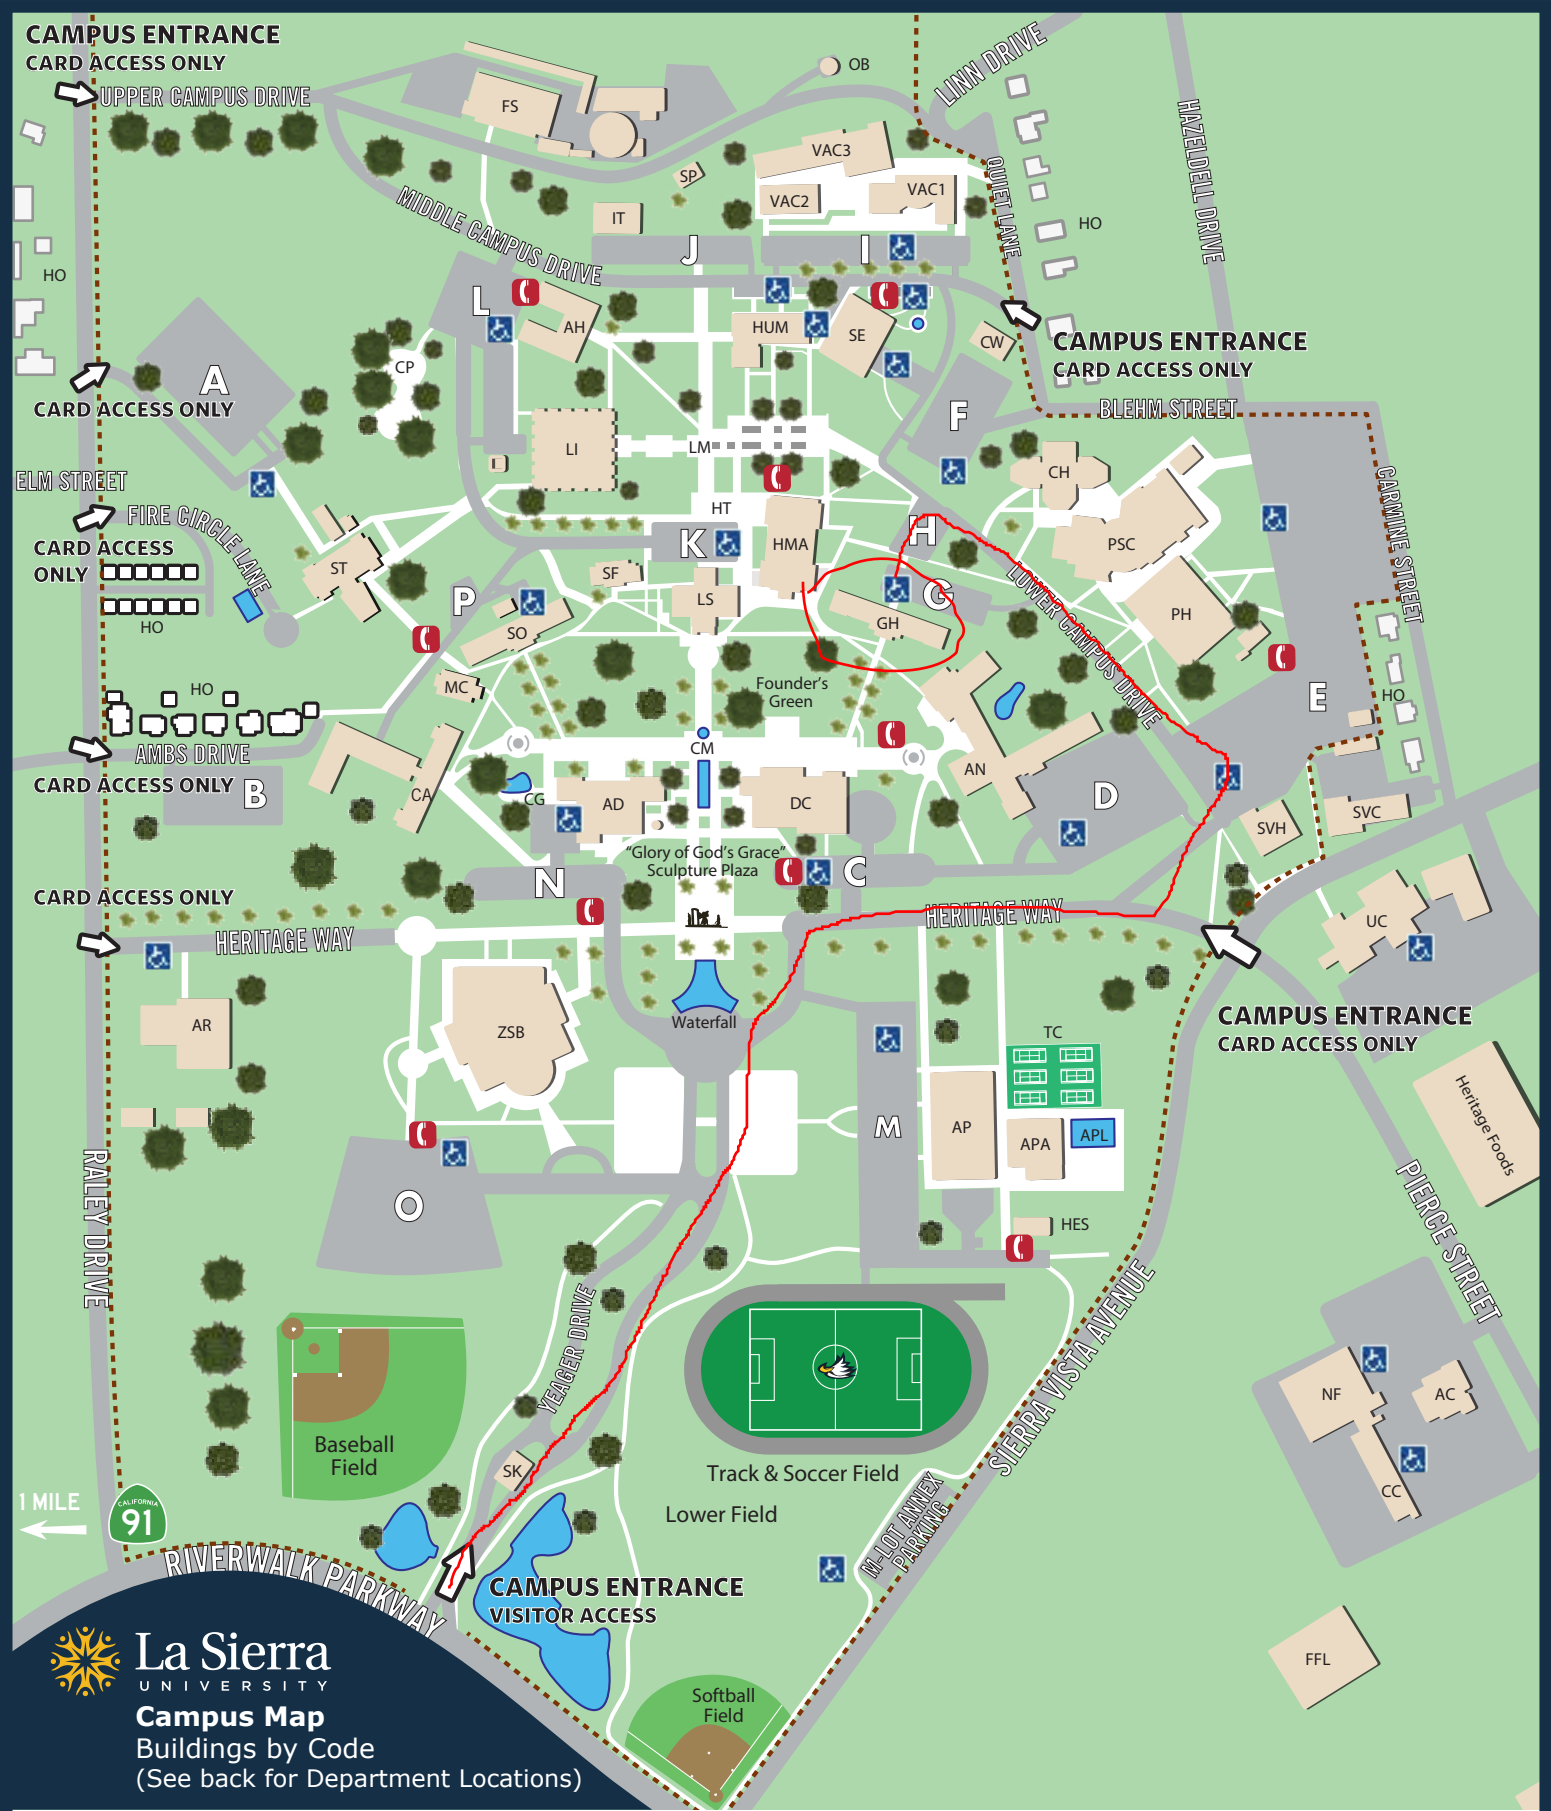 CAMPUS ENTRANCE
CARD ACCESS ONLY
UPPER CAMPUS DRIVE
FS
OB
LINN DRIVE
HAZELDELL DRIVE
VAC3
SP
VAC2
VAC1
QUIET LANE
HO
IT
MIDDLE CAMPUS DRIVE
J
I
HO
L
AH
HUM
SE
CW
CAMPUS ENTRANCE
CARD ACCESS ONLY
CP
A
CARD ACCESS ONLY
F
BLEHM STREET
LI
LM
CH
ELM STREET
CARMINE STREET
FIRE CIRCLE LANE
HT
H
K
HMA
PSC
CARD ACCESS
ONLY
ST
SF
LS
P
G
GH
LOWER CAMPUS DRIVE
PH
HO
SO
MC
Founder's
Green
E
HO
HO
AMBS DRIVE
CM
CARD ACCESS ONLY
B
CA
CG
AD
DC
AN
D
SVH
SVC
"Glory of God's Grace"
Sculpture Plaza
C
N
CARD ACCESS ONLY
HERITAGE WAY
HERITAGE WAY
UC
AR
ZSB
Waterfall
TC
CAMPUS ENTRANCE
CARD ACCESS ONLY
Heritage Foods
M
AP
APA
APL
RALEY DRIVE
O
HES
PIERCE STREET
YEAGER DRIVE
SIERRA VISTA AVENUE
NF
AC
Baseball
Field
SK
Track & Soccer Field
CC
1 MILE
CALIFORNIA
91
Lower Field
M-LOT ANNEX
PARKING
RIVERWALK PARKWAY
CAMPUS ENTRANCE
VISITOR ACCESS
La Sierra
UNIVERSITY
FFL
Softball
Field
Campus Map
Buildings by Code
(See back for Department Locations)